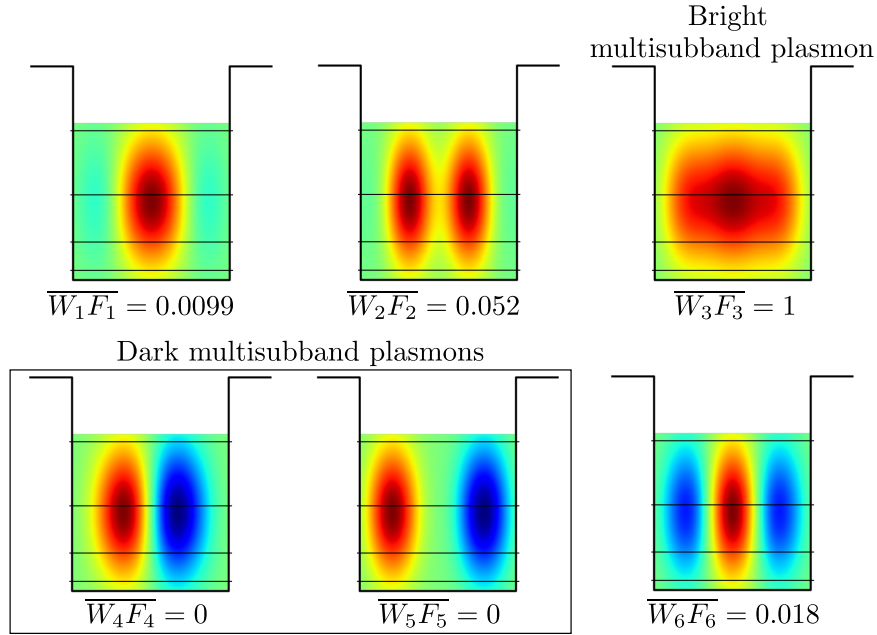 Bright
multisubband plasmon
$\overline{W_1F_1} = 0.0099$
$\overline{W_2F_2} = 0.052$
$\overline{W_3F_3} = 1$
Dark multisubband plasmons
$\overline{W_4F_4} = 0$
$\overline{W_5F_5} = 0$
$\overline{W_6F_6} = 0.018$